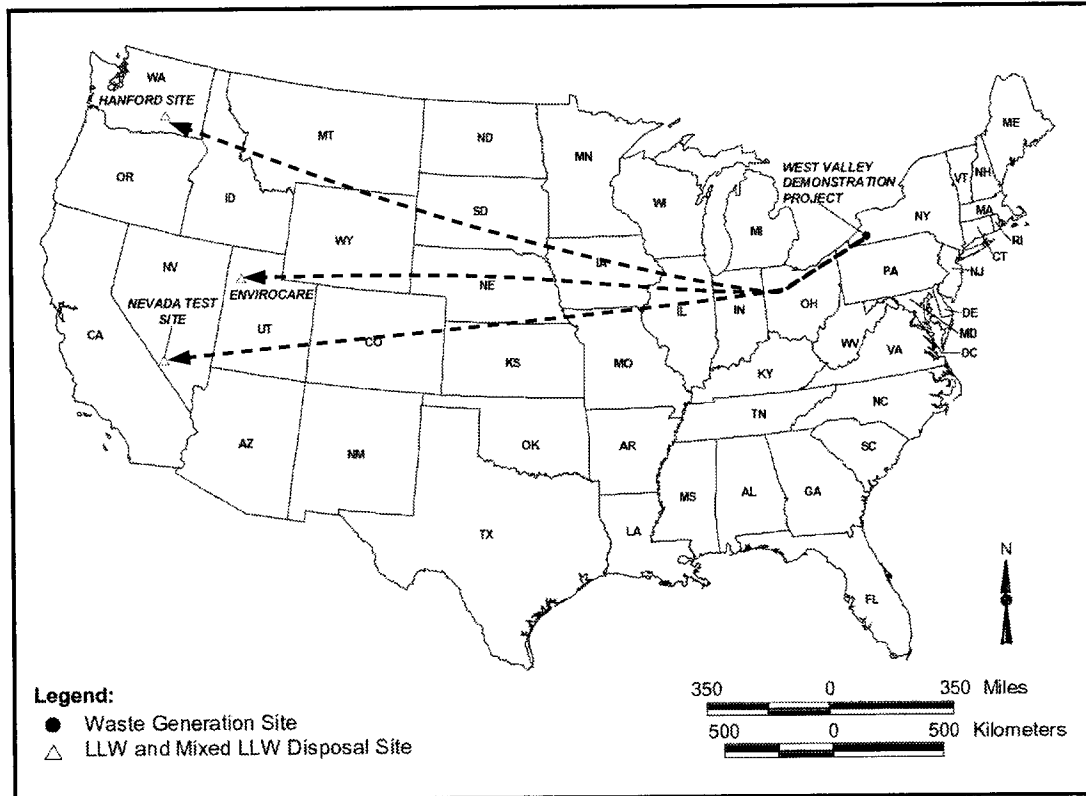 WA
HANFORD SITE
MT
ND
MN
ME
OR
ID
SD
WI
MI
WEST VALLEY
DEMONSTRATION
PROJECT
VT
NH
NY
MA
RI
CT
WY
IA
NE
PA
NJ
NV
ENVIROCARE
NEVADA TEST
SITE
UT
CO
IL
IN
OH
DE
MD
DC
WV
VA
CA
KS
MO
KY
NC
TN
AZ
NM
OK
AR
SC
MS
AL
GA
TX
LA
FL
N
Legend:
Waste Generation Site
LLW and Mixed LLW Disposal Site
350 0 350 Miles
500 0 500 Kilometers